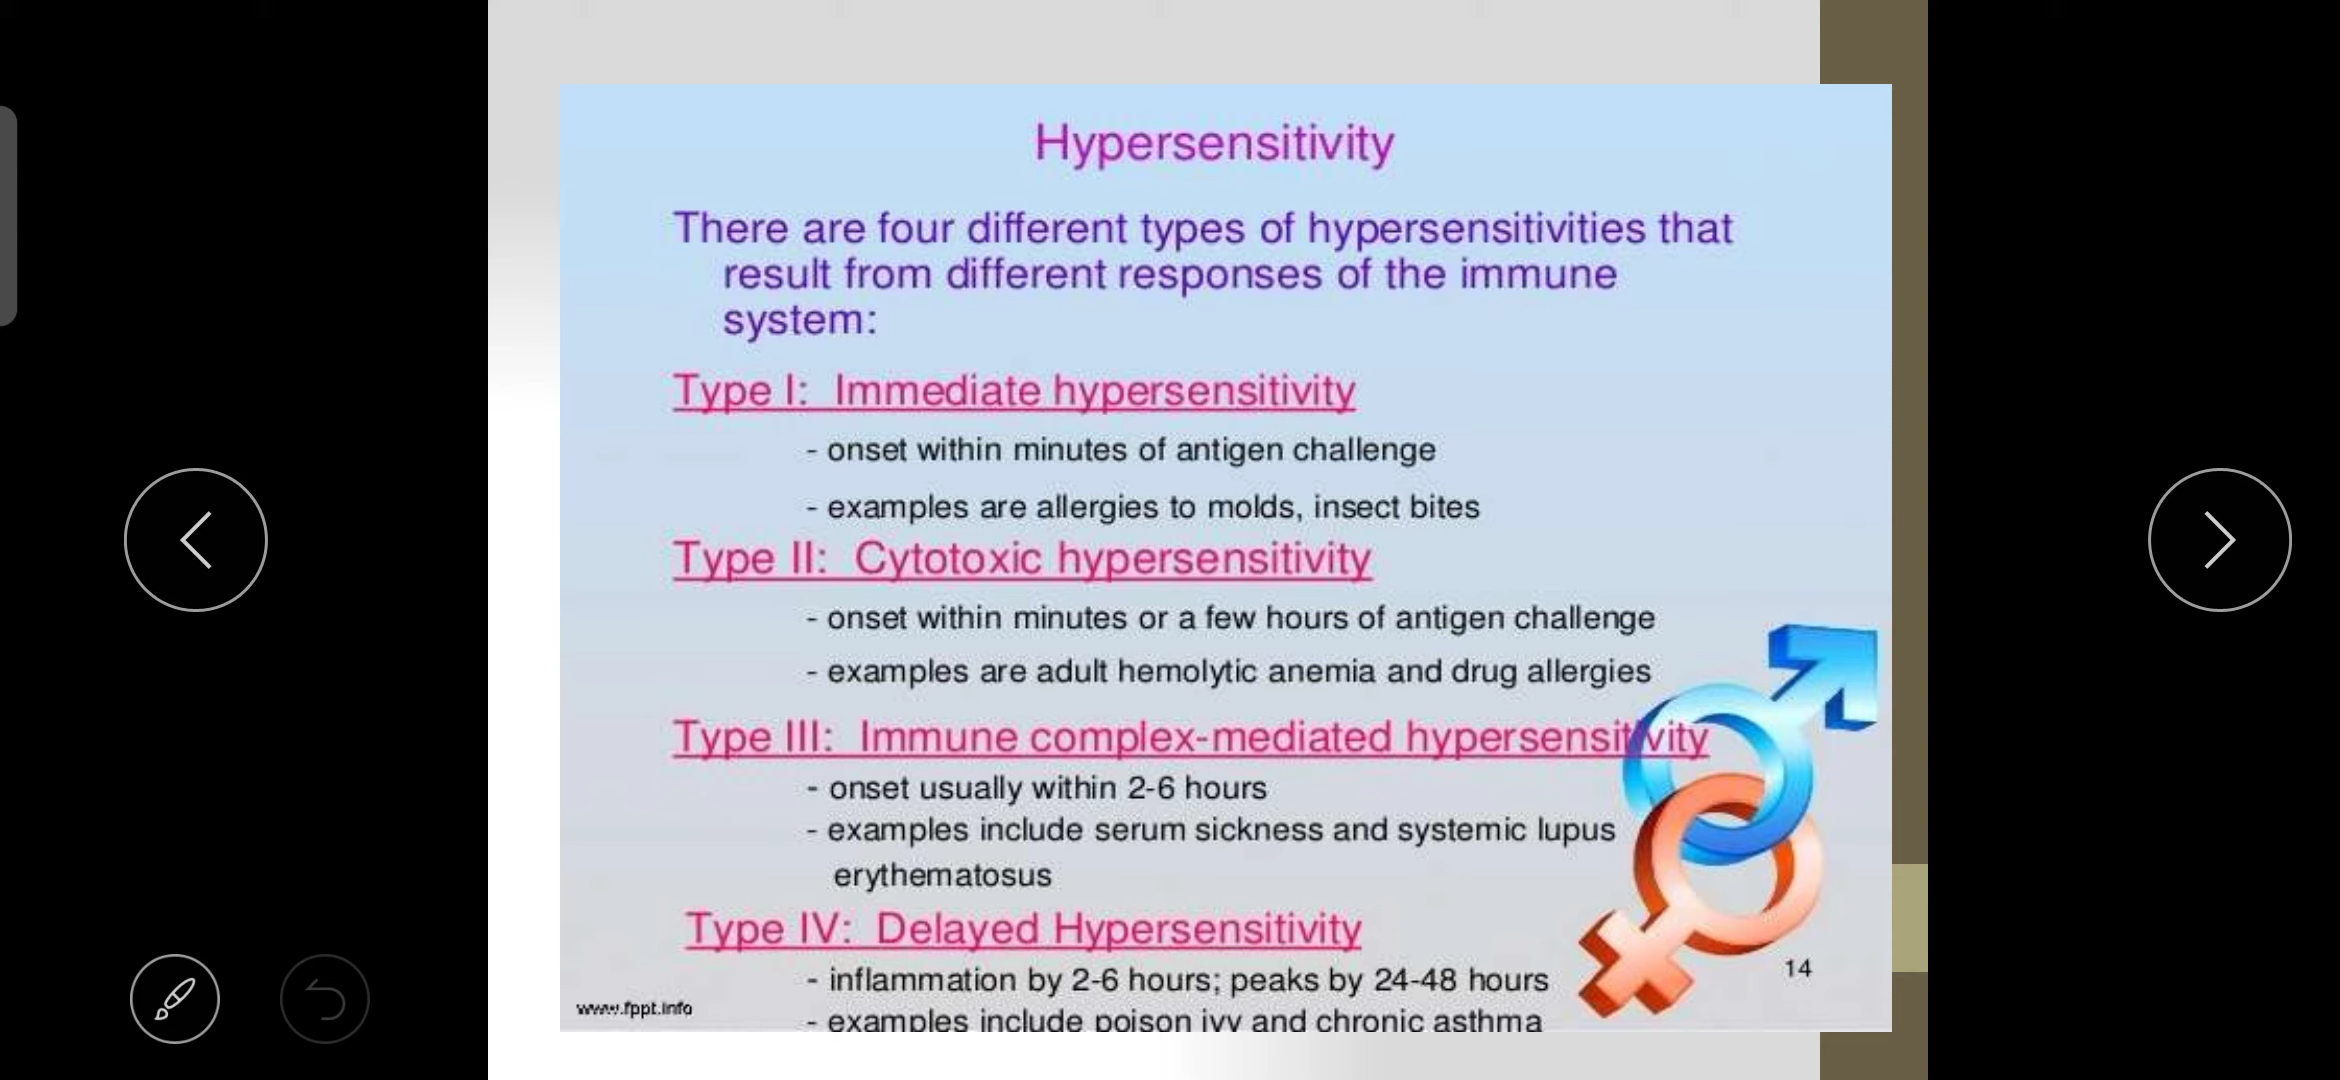 Hypersensitivity
There are four different types of hypersensitivities that
result from different responses of the immune
system:
Type I: Immediate hypersensitivity
- onset within minutes of antigen challenge
- examples are allergies to molds, insect bites
Type II: Cytotoxic hypersensitivity
- onset within minutes or a few hours of antigen challenge
- examples are adult hemolytic anemia and drug allergies
Type III: Immune complex-mediated hypersensitivity
- onset usually within 2-6 hours
- examples include serum sickness and systemic lupus
erythematosus
Type IV: Delayed Hypersensitivity
- inflammation by 2-6 hours; peaks by 24-48 hours
- examples include poison ivy and chronic asthma
14
www.fppt.info